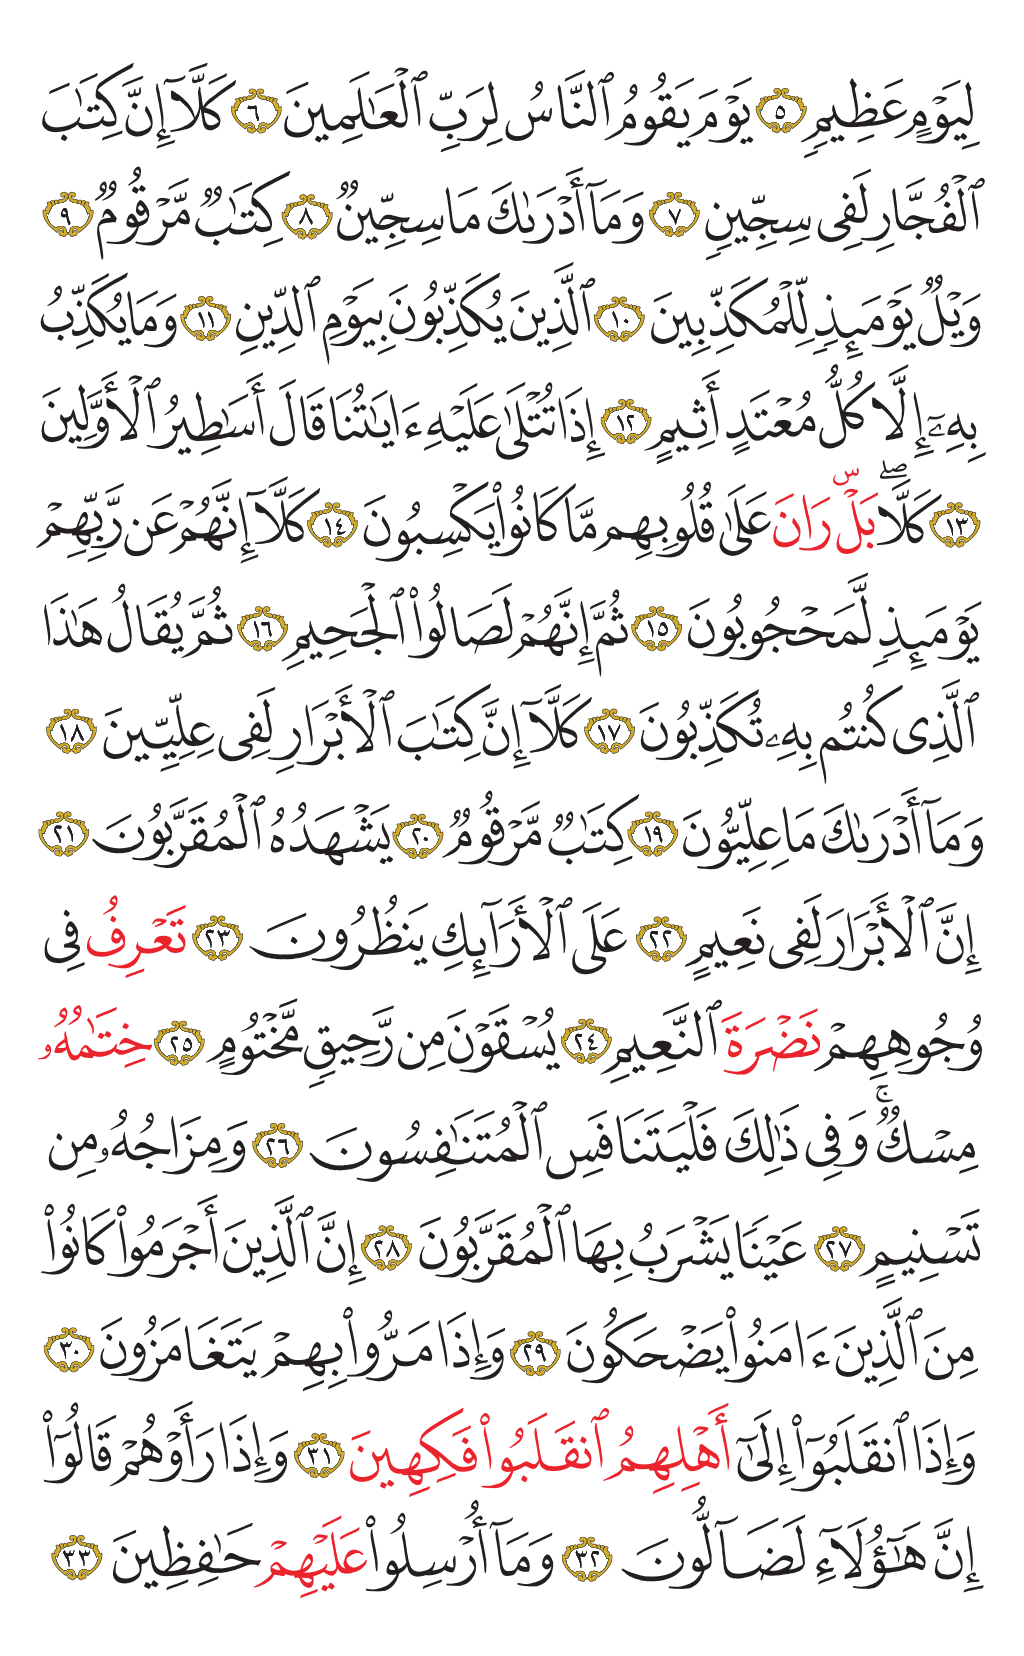 لِيَوْمٍ عَظِيمٍ ٥ يَوْمَ يَقُومُ ٱلنَّاسُ لِرَبِّ ٱلْعَٰلَمِينَ ٦ كَلَّآ إِنَّ كِتَٰبَ
ٱلْفُجَّارِ لَفِى سِجِّينٍ ٧ وَمَآ أَدْرَىٰكَ مَا سِجِّينٌ ٨ كِتَٰبٌ مَّرْقُومٌ ٩
وَيْلٌ يَوْمَئِذٍ لِّلْمُكَذِّبِينَ ١٠ ٱلَّذِينَ يُكَذِّبُونَ بِيَوْمِ ٱلدِّينِ ١١ وَمَا يُكَذِّبُ
بِهِۦٓ إِلَّا كُلُّ مُعْتَدٍ أَثِيمٍ ١٢ إِذَا تُتْلَىٰ عَلَيْهِ ءَايَٰتُنَا قَالَ أَسَٰطِيرُ ٱلْأَوَّلِينَ
١٣ كَلَّاۖ بَلْۜ رَانَ عَلَىٰ قُلُوبِهِم مَّا كَانُوا۟ يَكْسِبُونَ ١٤ كَلَّآ إِنَّهُمْ عَن رَّبِّهِمْ
يَوْمَئِذٍ لَّمَحْجُوبُونَ ١٥ ثُمَّ إِنَّهُمْ لَصَالُوا۟ ٱلْجَحِيمِ ١٦ ثُمَّ يُقَالُ هَٰذَا
ٱلَّذِى كُنتُم بِهِۦ تُكَذِّبُونَ ١٧ كَلَّآ إِنَّ كِتَٰبَ ٱلْأَبْرَارِ لَفِى عِلِّيِّينَ ١٨
وَمَآ أَدْرَىٰكَ مَا عِلِّيُّونَ ١٩ كِتَٰبٌ مَّرْقُومٌ ٢٠ يَشْهَدُهُ ٱلْمُقَرَّبُونَ ٢١
إِنَّ ٱلْأَبْرَارَ لَفِى نَعِيمٍ ٢٢ عَلَى ٱلْأَرَآئِكِ يَنظُرُونَ ٢٣ تَعْرِفُ فِى
وُجُوهِهِمْ نَضْرَةَ ٱلنَّعِيمِ ٢٤ يُسْقَوْنَ مِن رَّحِيقٍ مَّخْتُومٍ ٢٥ خِتَٰمُهُۥ
مِسْكٌۚ وَفِى ذَٰلِكَ فَلْيَتَنَافَسِ ٱلْمُتَنَٰفِسُونَ ٢٦ وَمِزَاجُهُۥ مِن
تَسْنِيمٍ ٢٧ عَيْنًا يَشْرَبُ بِهَا ٱلْمُقَرَّبُونَ ٢٨ إِنَّ ٱلَّذِينَ أَجْرَمُوا۟ كَانُوا۟
مِنَ ٱلَّذِينَ ءَامَنُوا۟ يَضْحَكُونَ ٢٩ وَإِذَا مَرُّوا۟ بِهِمْ يَتَغَامَزُونَ ٣٠
وَإِذَا ٱنقَلَبُوٓا۟ إِلَىٰٓ أَهْلِهِمُ ٱنقَلَبُوا۟ فَكِهِينَ ٣١ وَإِذَا رَأَوْهُمْ قَالُوٓا۟
إِنَّ هَٰٓؤُلَآءِ لَضَآلُّونَ ٣٢ وَمَآ أُرْسِلُوا۟ عَلَيْهِمْ حَٰفِظِينَ ٣٣